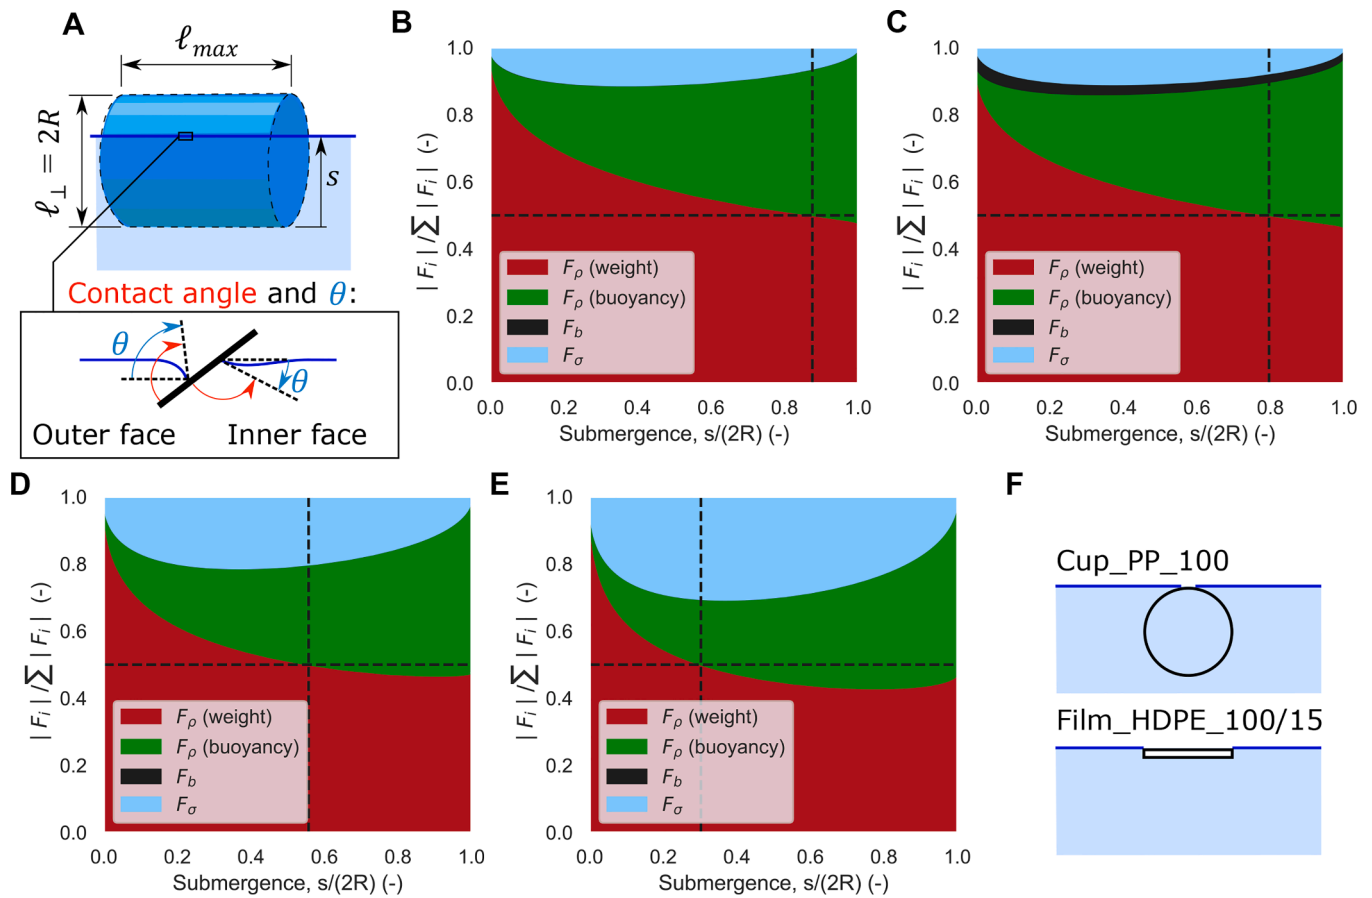 A
ℓmax
ℓ⊥ = 2R
s
Contact angle and θ:
θ
θ
Outer face
Inner face
B
| Fi | /∑ | Fi | (-)
1.0
0.8
0.6
0.4
0.2
0.0
Fρ (weight)
Fρ (buoyancy)
Fb
Fσ
0.0 0.2 0.4 0.6 0.8 1.0
Submergence, s/(2R) (-)
C
| Fi | /∑ | Fi | (-)
1.0
0.8
0.6
0.4
0.2
0.0
Fρ (weight)
Fρ (buoyancy)
Fb
Fσ
0.0 0.2 0.4 0.6 0.8 1.0
Submergence, s/(2R) (-)
D
| Fi | /∑ | Fi | (-)
1.0
0.8
0.6
0.4
0.2
0.0
Fρ (weight)
Fρ (buoyancy)
Fb
Fσ
0.0 0.2 0.4 0.6 0.8 1.0
Submergence, s/(2R) (-)
E
| Fi | /∑ | Fi | (-)
1.0
0.8
0.6
0.4
0.2
0.0
Fρ (weight)
Fρ (buoyancy)
Fb
Fσ
0.0 0.2 0.4 0.6 0.8 1.0
Submergence, s/(2R) (-)
F
Cup_PP_100
Film_HDPE_100/15